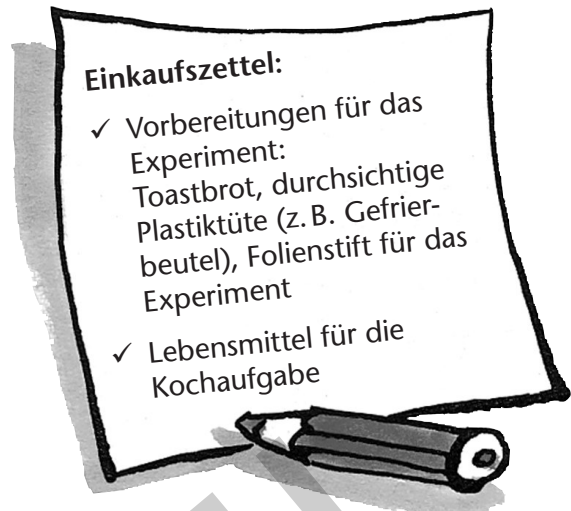 Einkaufszettel:
✓ Vorbereitungen für das
Experiment:
Toastbrot, durchsichtige
Plastiktüte (z. B. Gefrier-
beutel), Folienstift für das
Experiment
✓ Lebensmittel für die
Kochaufgabe